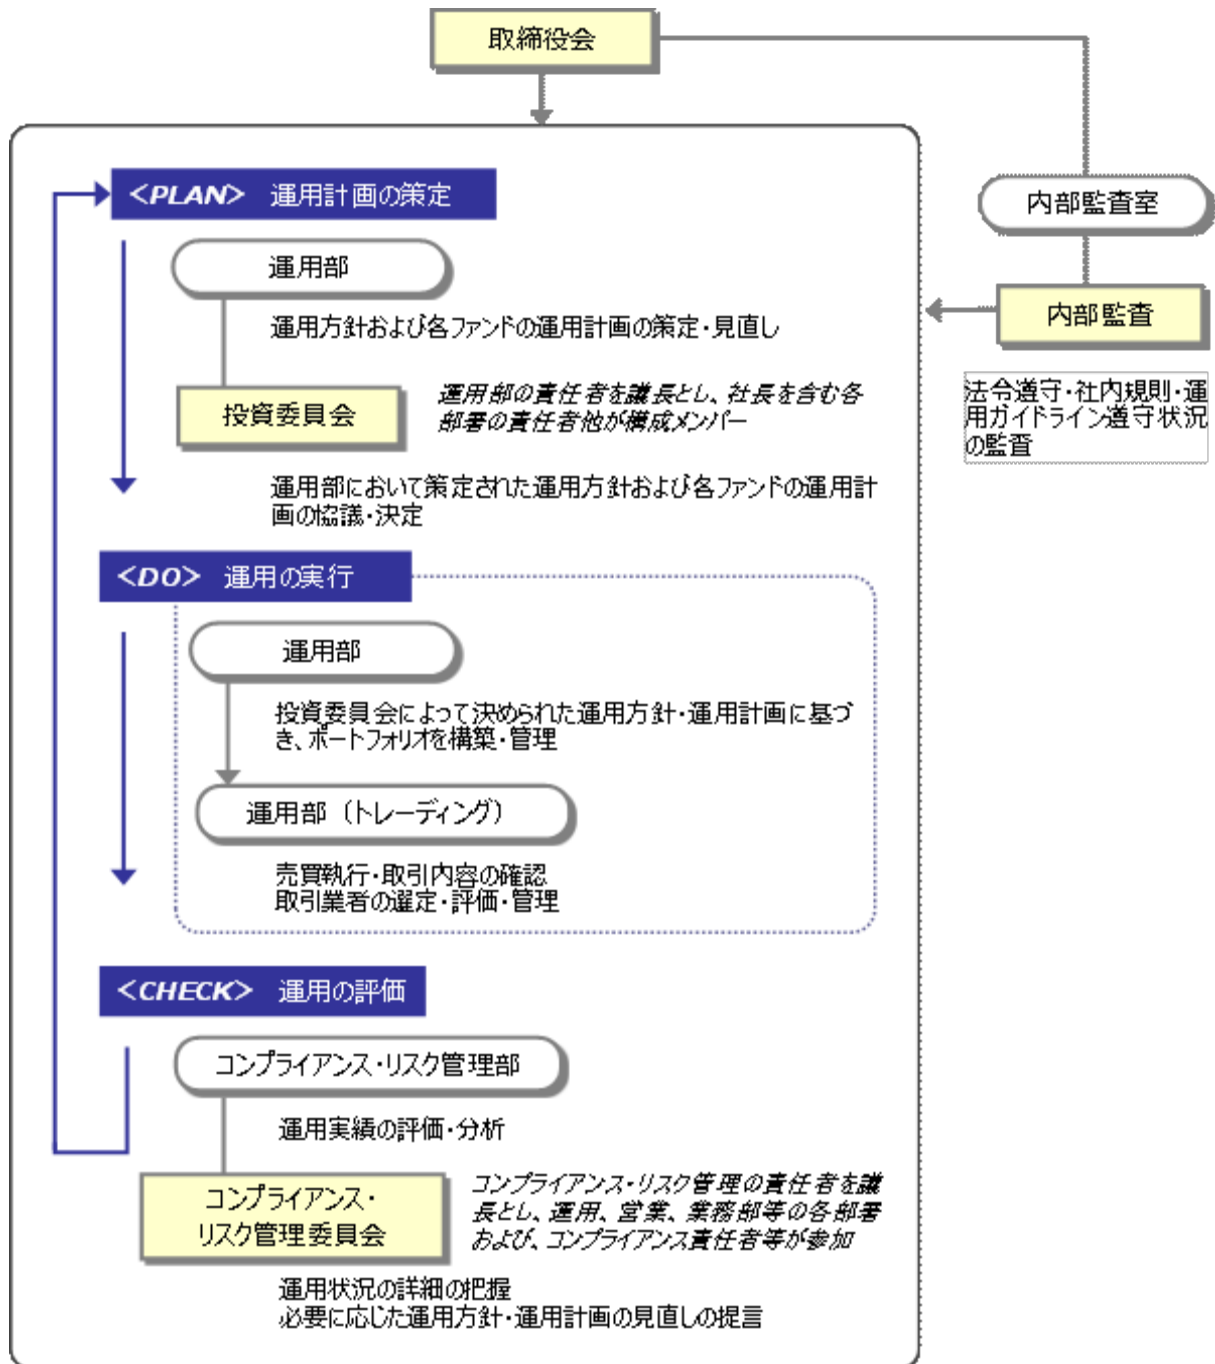 取締役会
<PLAN> 運用計画の策定
運用部
運用方針および各ファンドの運用計画の策定・見直し
投資委員会
運用部の責任者を議長とし、社長を含む各
部署の責任者他が構成メンバー
運用部において策定された運用方針および各ファンドの運用計
画の協議・決定
内部監査室
内部監査
法令遵守・社内規則・運
用ガイドライン遵守状況
の監査
<DO> 運用の実行
運用部
投資委員会によって決められた運用方針・運用計画に基づ
き、ポートフォリオを構築・管理
運用部（トレーディング）
売買執行・取引内容の確認
取引業者の選定・評価・管理
<CHECK> 運用の評価
コンプライアンス・リスク管理部
運用実績の評価・分析
コンプライアンス・
リスク管理委員会
コンプライアンス・リスク管理の責任者を議
長とし、運用、営業、業務部等の各部署
および、コンプライアンス責任者等が参加
運用状況の詳細の把握
必要に応じた運用方針・運用計画の見直しの提言